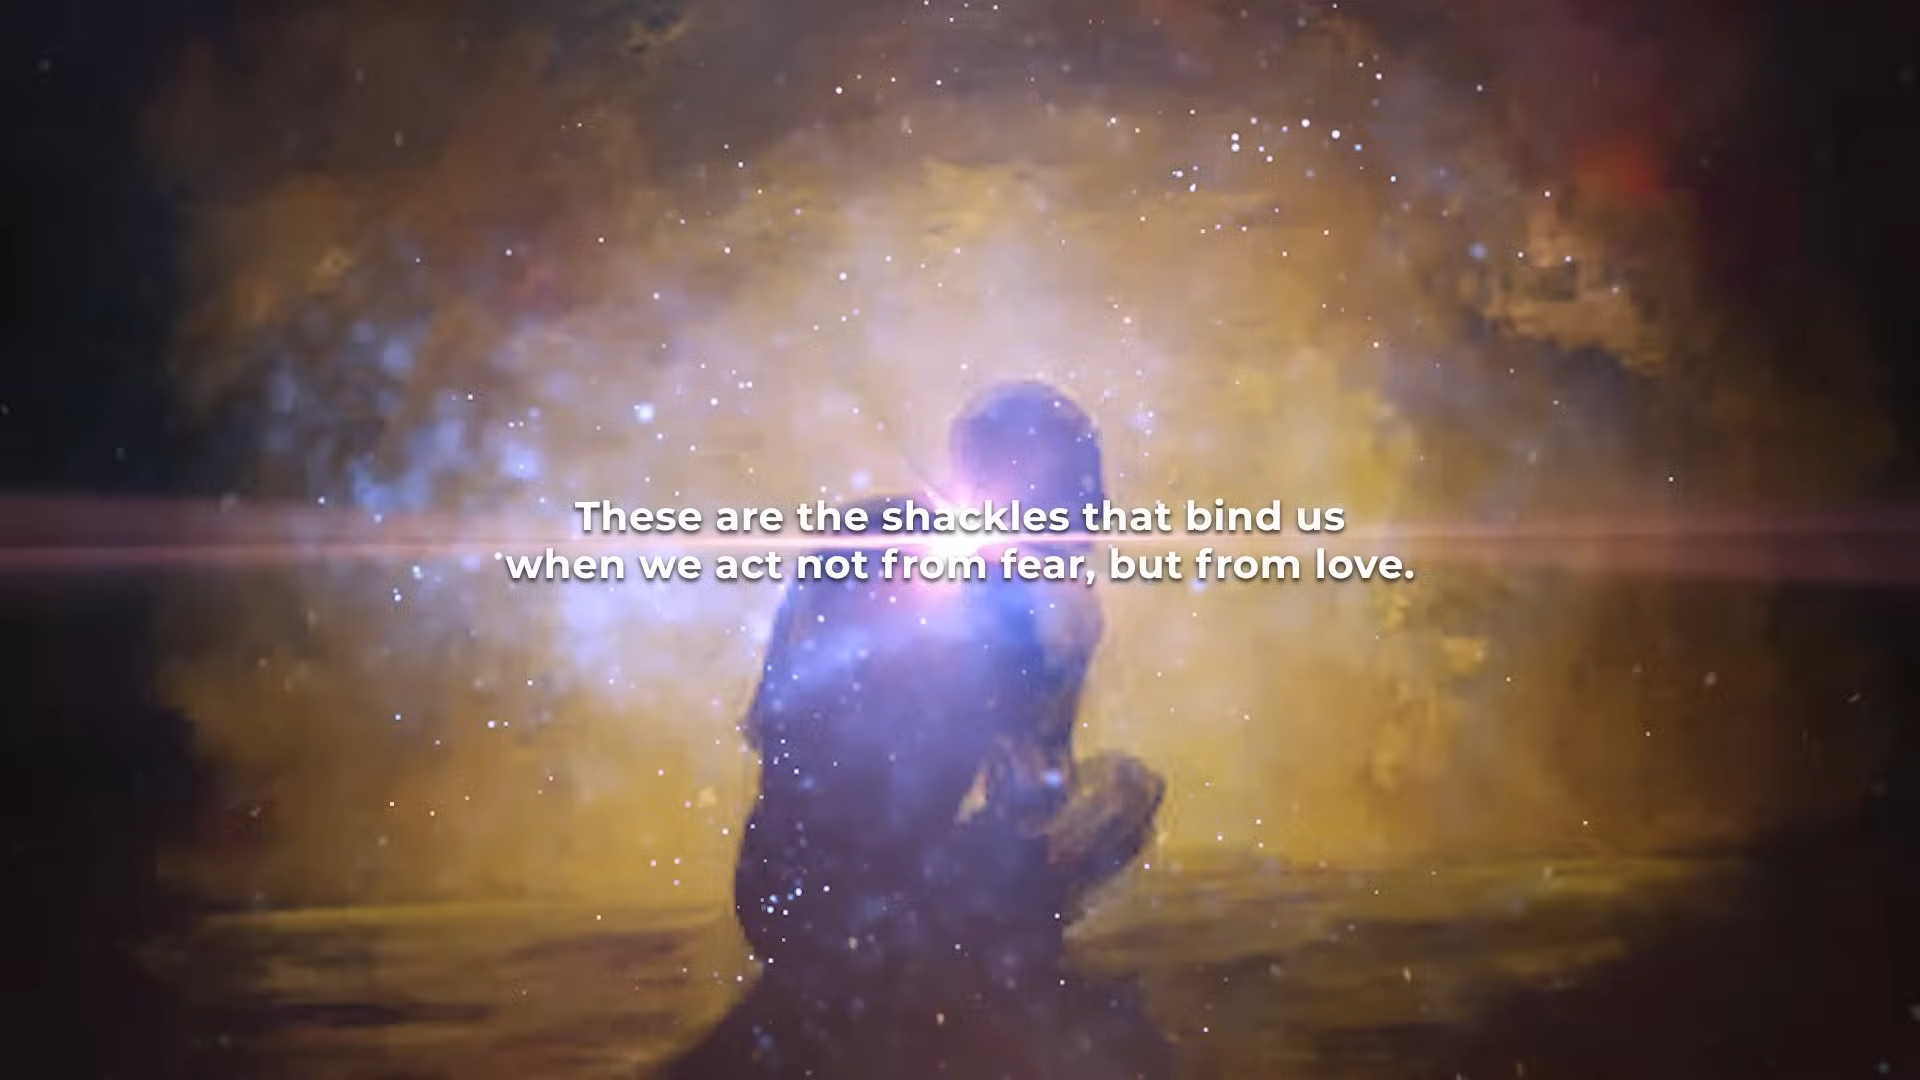 These are the shackles that bind us
when we act not from fear, but from love.